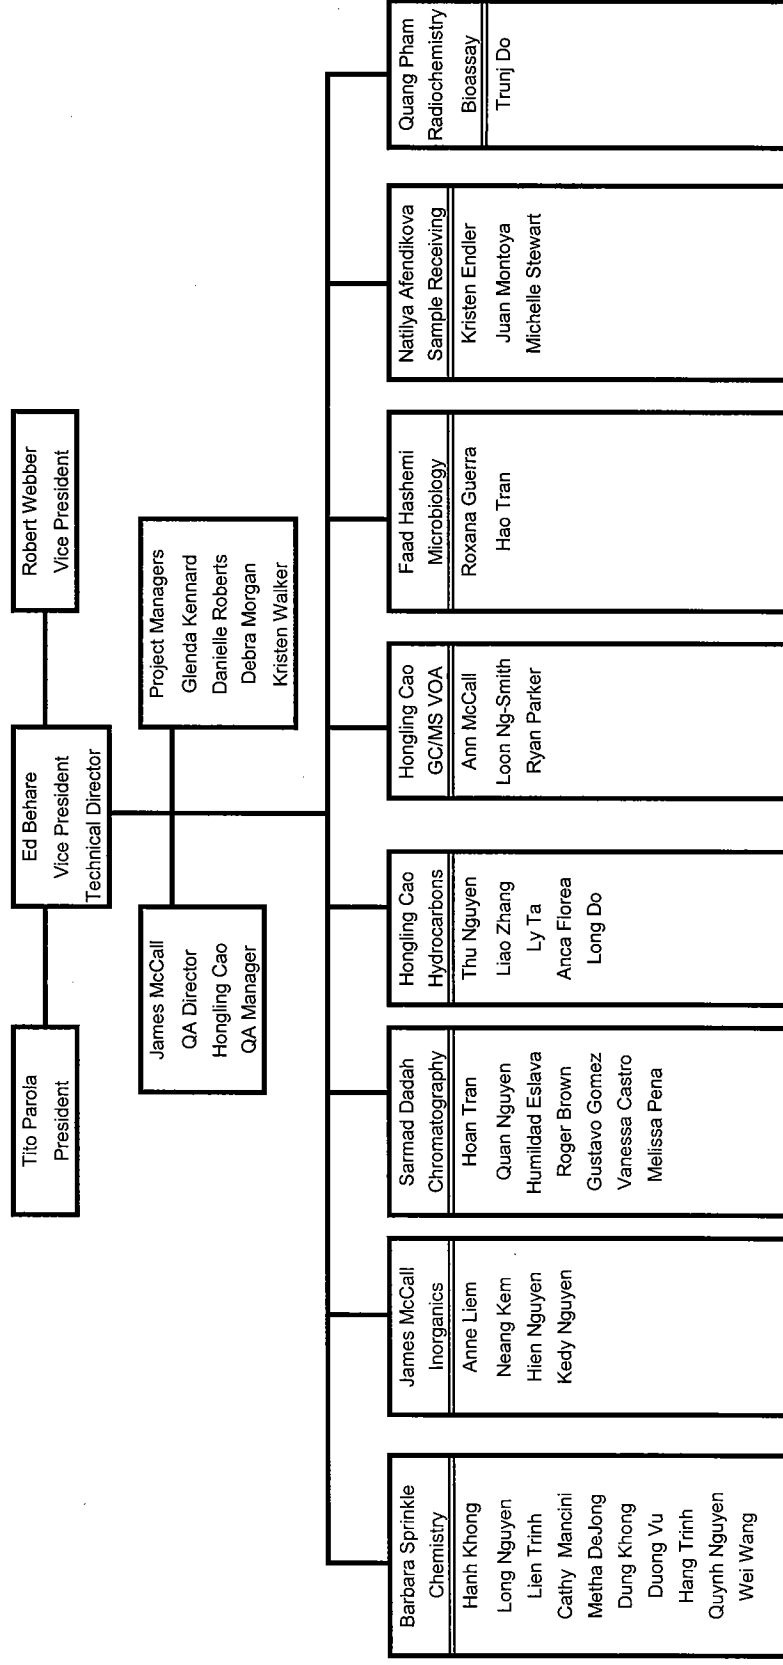 Tito Parola
President
Ed Behare
Vice President
Technical Director
Robert Webber
Vice President
James McCall
QA Director
Hongling Cao
QA Manager
Project Managers
Glenda Kennard
Danielle Roberts
Debra Morgan
Kristen Walker
Barbara Sprinkle
Chemistry
Hanh Khong
Long Nguyen
Lien Trinh
Cathy Mancini
Metha DeJong
Dung Khong
Duong Vu
Hang Trinh
Quynh Nguyen
Wei Wang
James McCall
Inorganics
Anne Liem
Neang Kem
Hien Nguyen
Kedy Nguyen
Sarmad Dadah
Chromatography
Hoan Tran
Quan Nguyen
Humildad Eslava
Roger Brown
Gustavo Gomez
Vanessa Castro
Melissa Pena
Hongling Cao
Hydrocarbons
Thu Nguyen
Liao Zhang
Ly Ta
Anca Florea
Long Do
Hongling Cao
GC/MS VOA
Ann McCall
Loon Ng-Smith
Ryan Parker
Faad Hashemi
Microbiology
Roxana Guerra
Hao Tran
Natilya Afendikova
Sample Receiving
Kristen Endler
Juan Montoya
Michelle Stewart
Quang Pham
Radiochemistry
Bioassay
Trunj Do